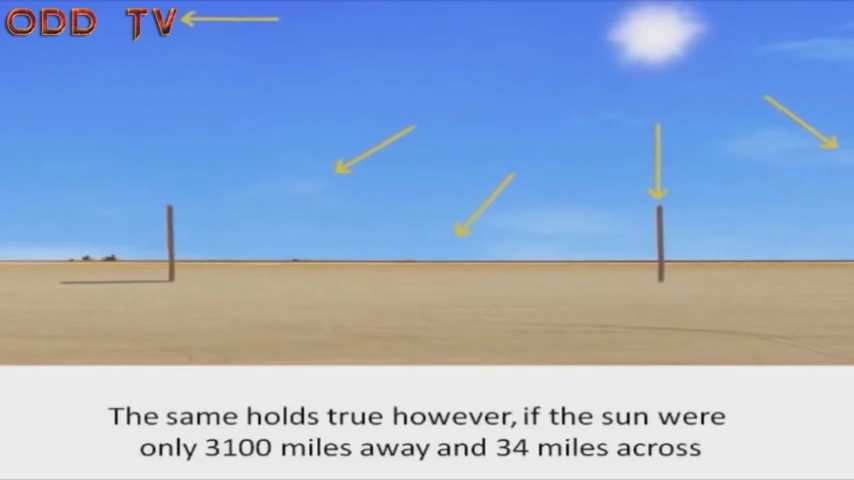 ODD TV
The same holds true however, if the sun were
only 3100 miles away and 34 miles across